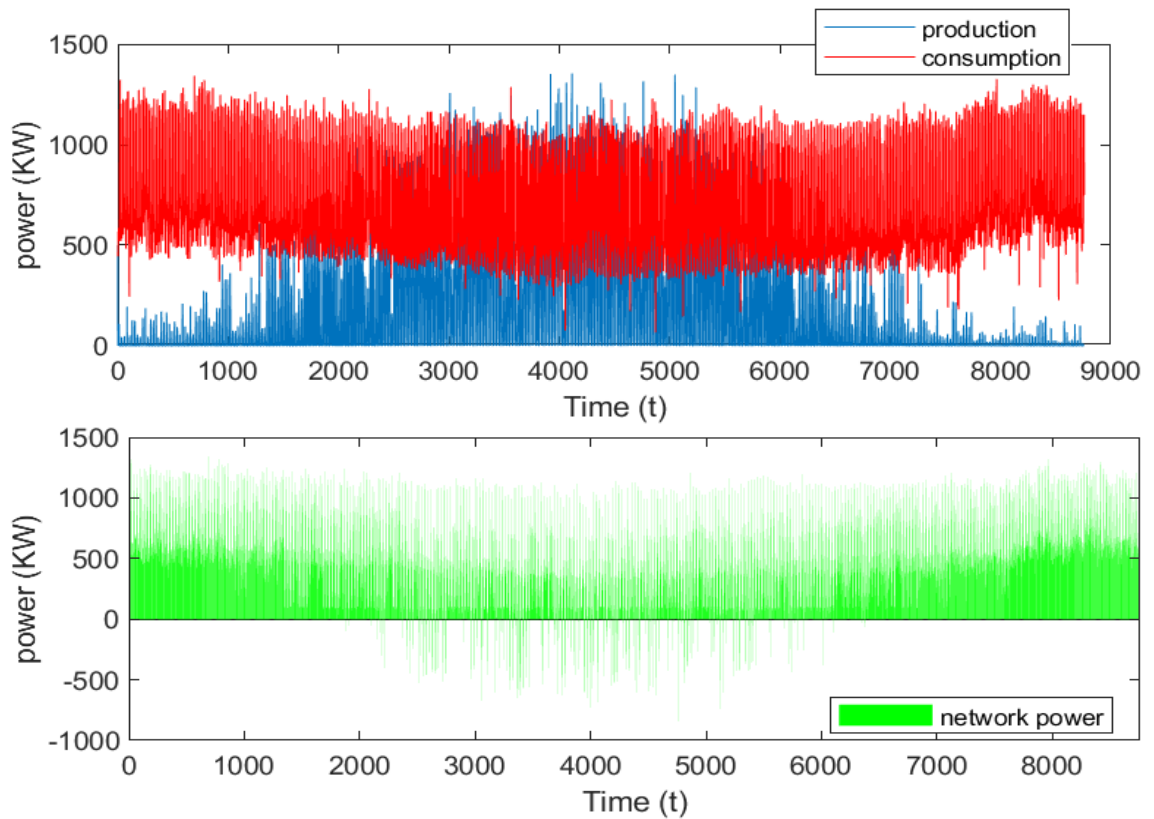 production
consumption
1500
1000
500
0
power (KW)
0 1000 2000 3000 4000 5000 6000 7000 8000 9000
Time (t)
1500
1000
500
0
-500
-1000
power (KW)
network power
0 1000 2000 3000 4000 5000 6000 7000 8000
Time (t)